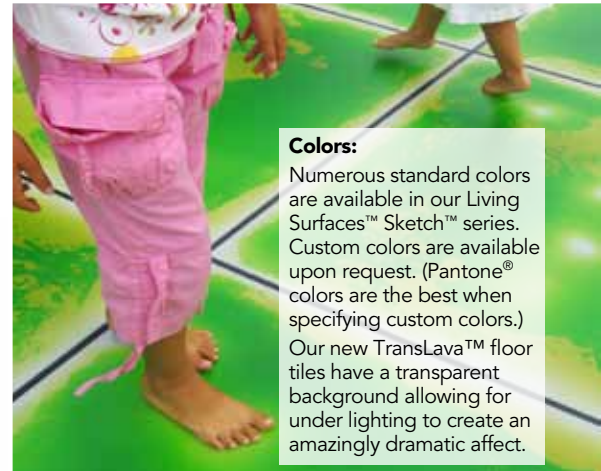 Colors:
Numerous standard colors
are available in our Living
Surfaces™ Sketch™ series.
Custom colors are available
upon request. (Pantone®
colors are the best when
specifying custom colors.)
Our new TransLava™ floor
tiles have a transparent
background allowing for
under lighting to create an
amazingly dramatic affect.